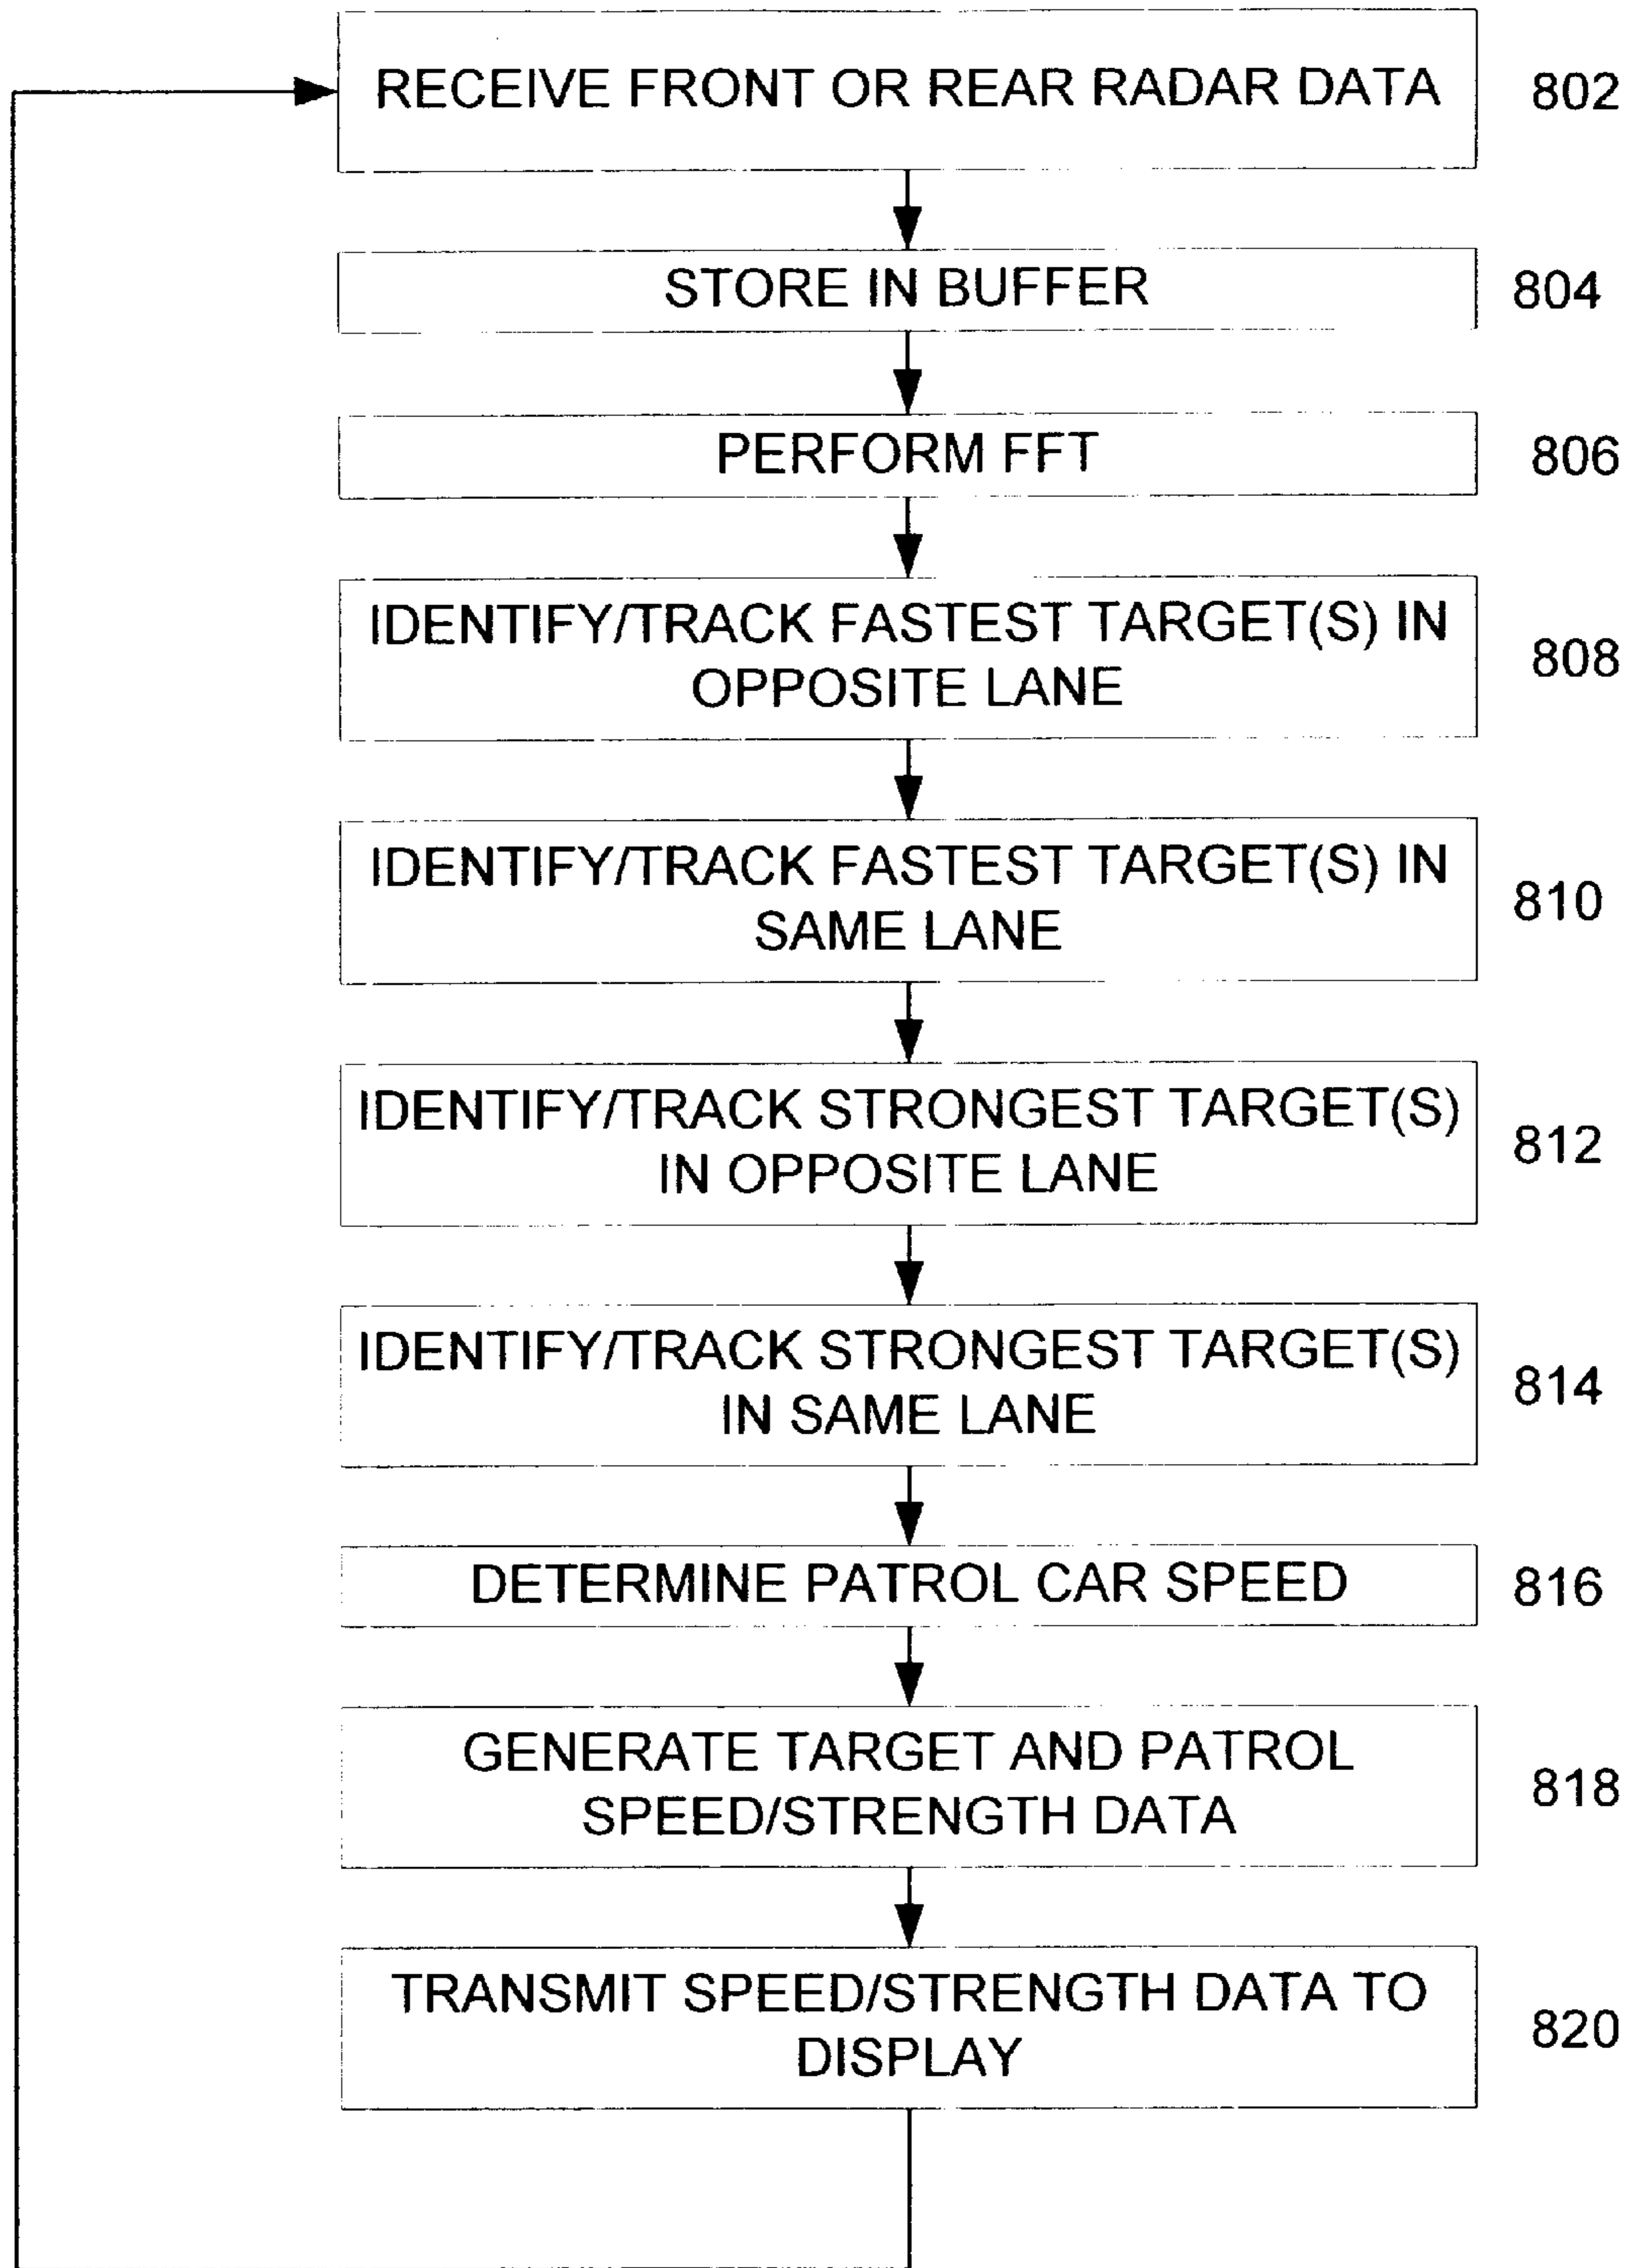 RECEIVE FRONT OR REAR RADAR DATA
802
STORE IN BUFFER
804
PERFORM FFT
806
IDENTIFY/TRACK FASTEST TARGET(S) IN
OPPOSITE LANE
808
IDENTIFY/TRACK FASTEST TARGET(S) IN
SAME LANE
810
IDENTIFY/TRACK STRONGEST TARGET(S)
IN OPPOSITE LANE
812
IDENTIFY/TRACK STRONGEST TARGET(S)
IN SAME LANE
814
DETERMINE PATROL CAR SPEED
816
GENERATE TARGET AND PATROL
SPEED/STRENGTH DATA
818
TRANSMIT SPEED/STRENGTH DATA TO
DISPLAY
820